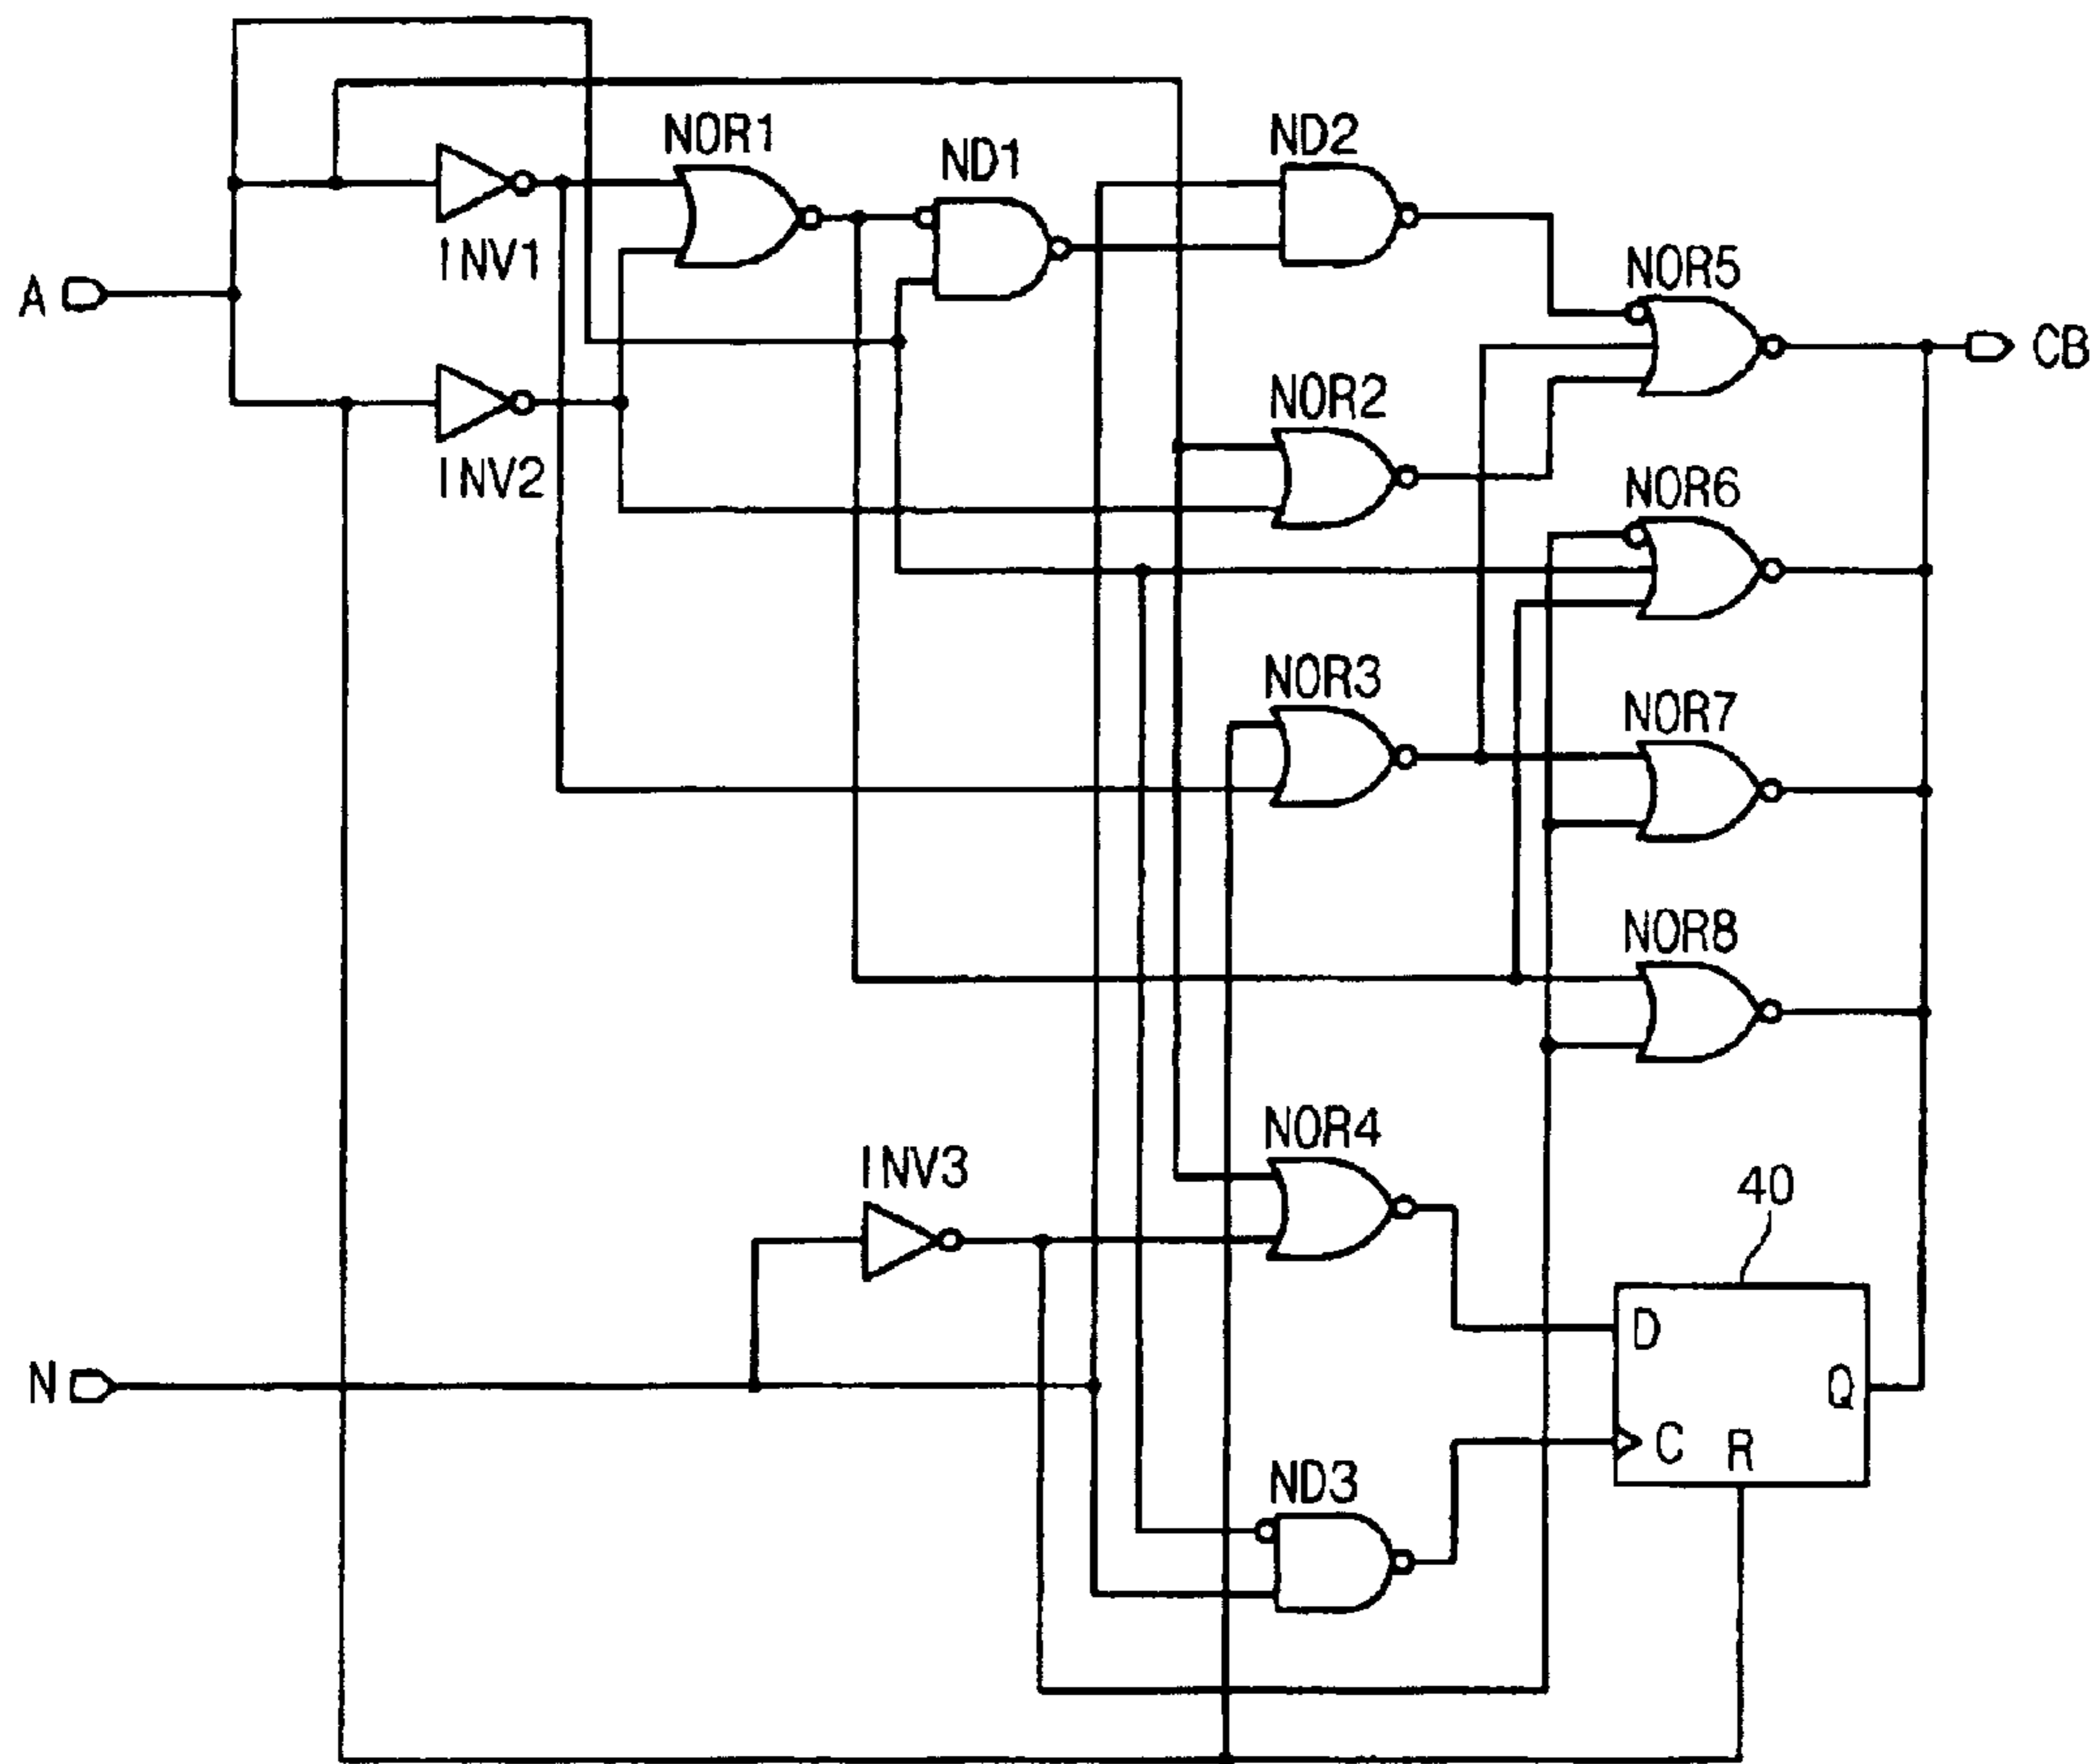 NOR1
ND1
ND2
INV1
NOR5
A
CB
NOR2
INV2
NOR6
NOR3
NOR7
NOR8
NOR4
INV3
40
D
N
Q
C
R
ND3